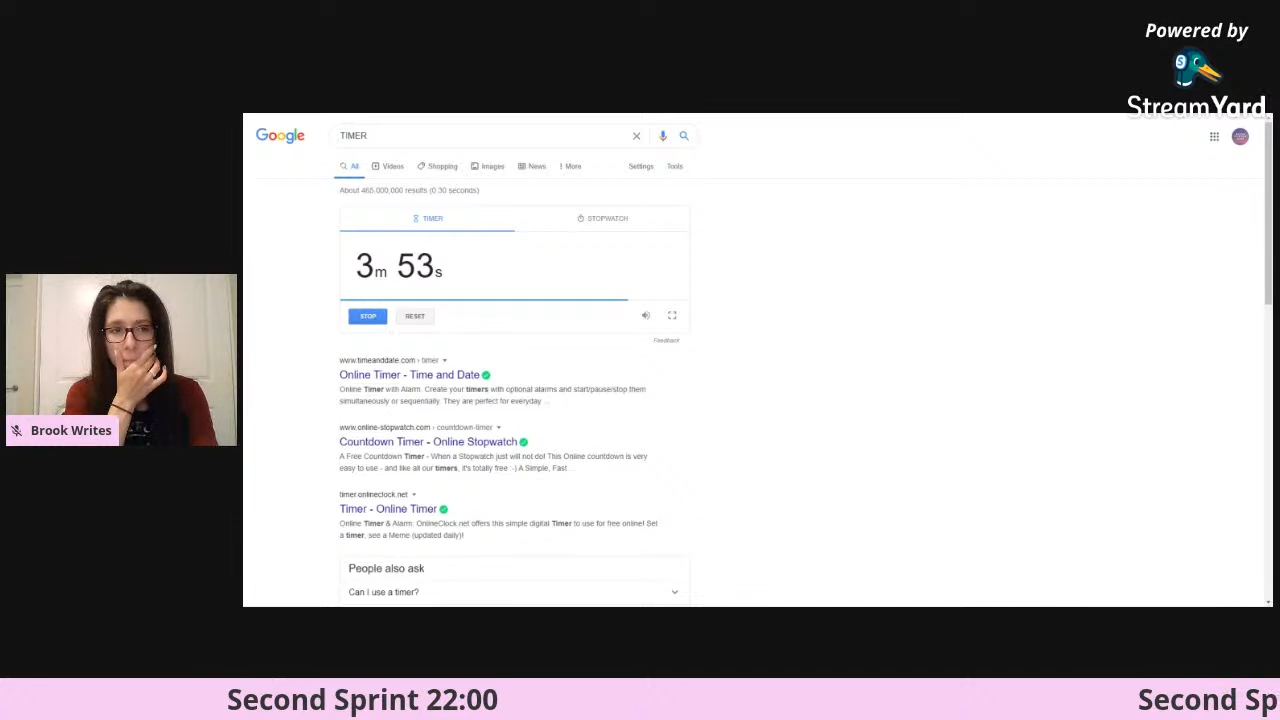 Powered by
StreamYard
Google
TIMER
All Videos Shopping Images News More Settings Tools
About 465,000,000 results (0.30 seconds)
TIMER STOPWATCH
3m 53s
STOP RESET
Feedback
www.timeanddate.com › timer
Online Timer - Time and Date
Online Timer with Alarm. Create your timers with optional alarms and start/pause/stop them
simultaneously or sequentially. They are perfect for everyday ...
www.online-stopwatch.com › countdown-timer
Countdown Timer - Online Stopwatch
A Free Countdown Timer - When a Stopwatch just will not do! This Online countdown is very
easy to use - and like all our timers, it's totally free :-) A Simple, Fast ...
timer.onlineclock.net
Timer - Online Timer
Online Timer & Alarm: OnlineClock.net offers this simple digital Timer to use for free online! Set
a timer, see a Meme (updated daily)!
People also ask
Can I use a timer?
Brook Writes
Second Sprint 22:00
Second Sp